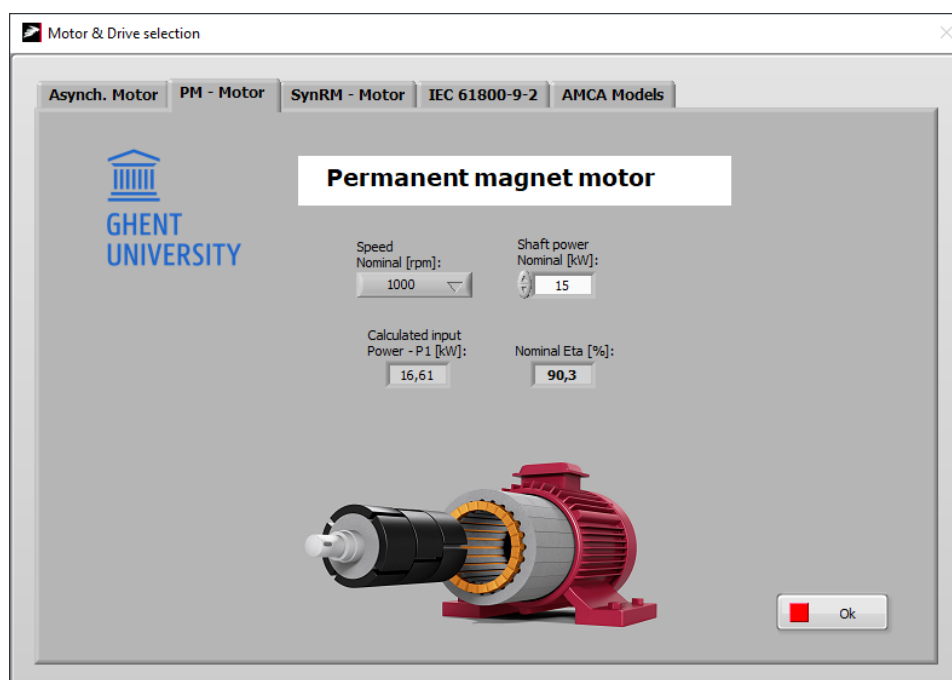 Motor & Drive selection
Asynch. Motor PM - Motor SynRM - Motor IEC 61800-9-2 AMCA Models
Permanent magnet motor
GHENT
UNIVERSITY
Speed
Nominal [rpm]:
1000
Shaft power
Nominal [kW]:
15
Calculated input
Power - P1 [kW]:
16,61
Nominal Eta [%]:
90,3
Ok